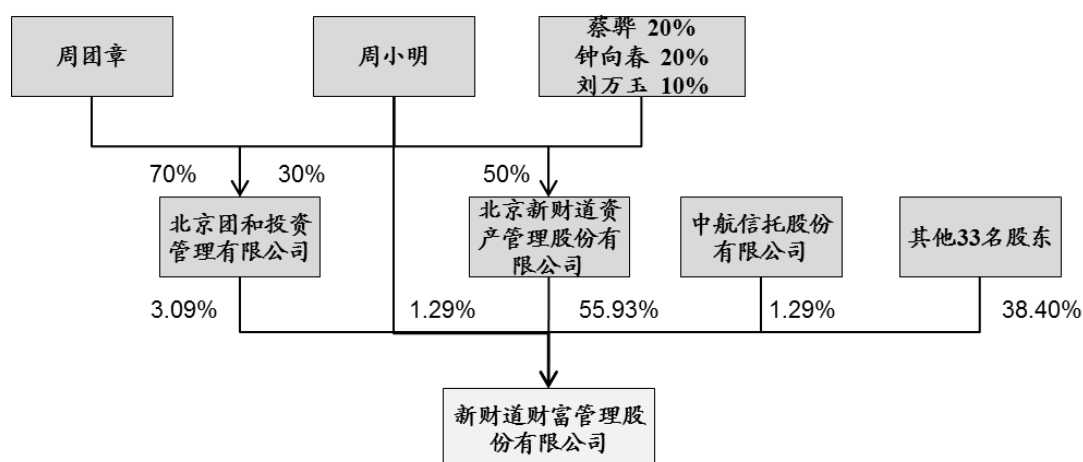 周团章
周小明
蔡骅 20%
钟向春 20%
刘万玉 10%
70%
30%
50%
北京团和投资
管理有限公司
北京新财道资
产管理股份有
限公司
中航信托股份
有限公司
其他33名股东
3.09%
1.29%
55.93%
1.29%
38.40%
新财道财富管理股
份有限公司